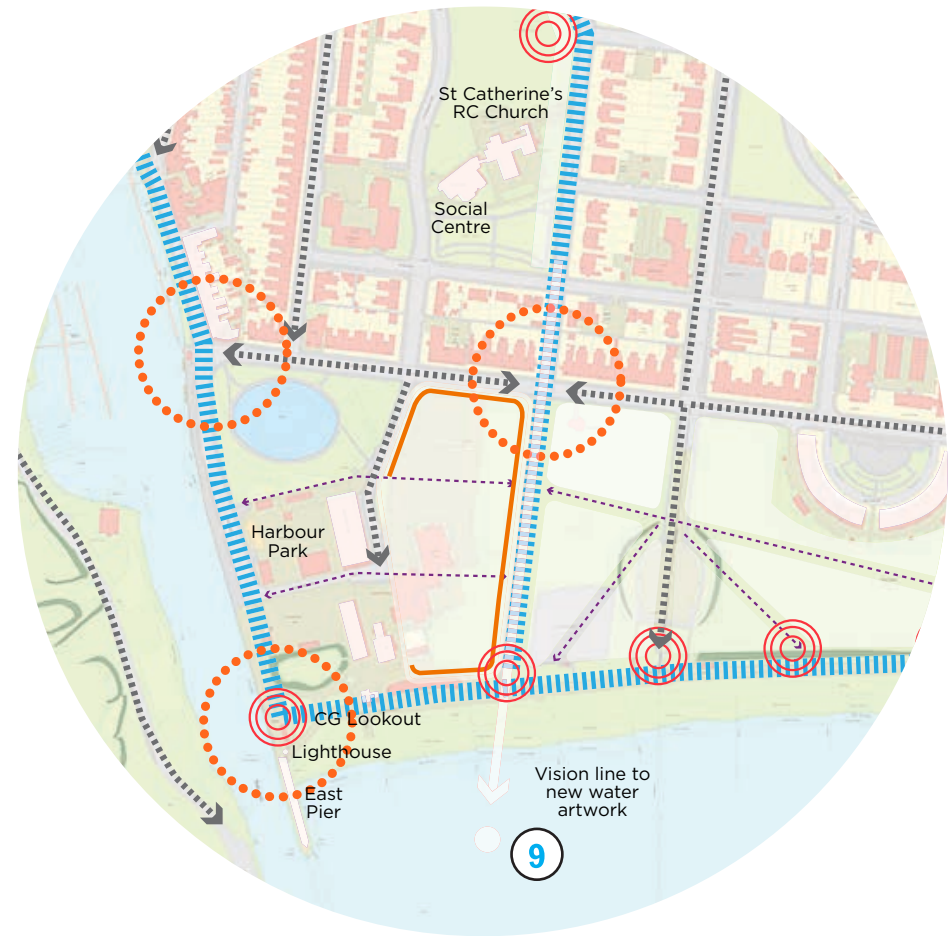 St Catherine’s
RC Church
Social
Centre
Harbour
Park
CG Lookout
Lighthouse
East
Pier
Vision line to
new water
artwork
9